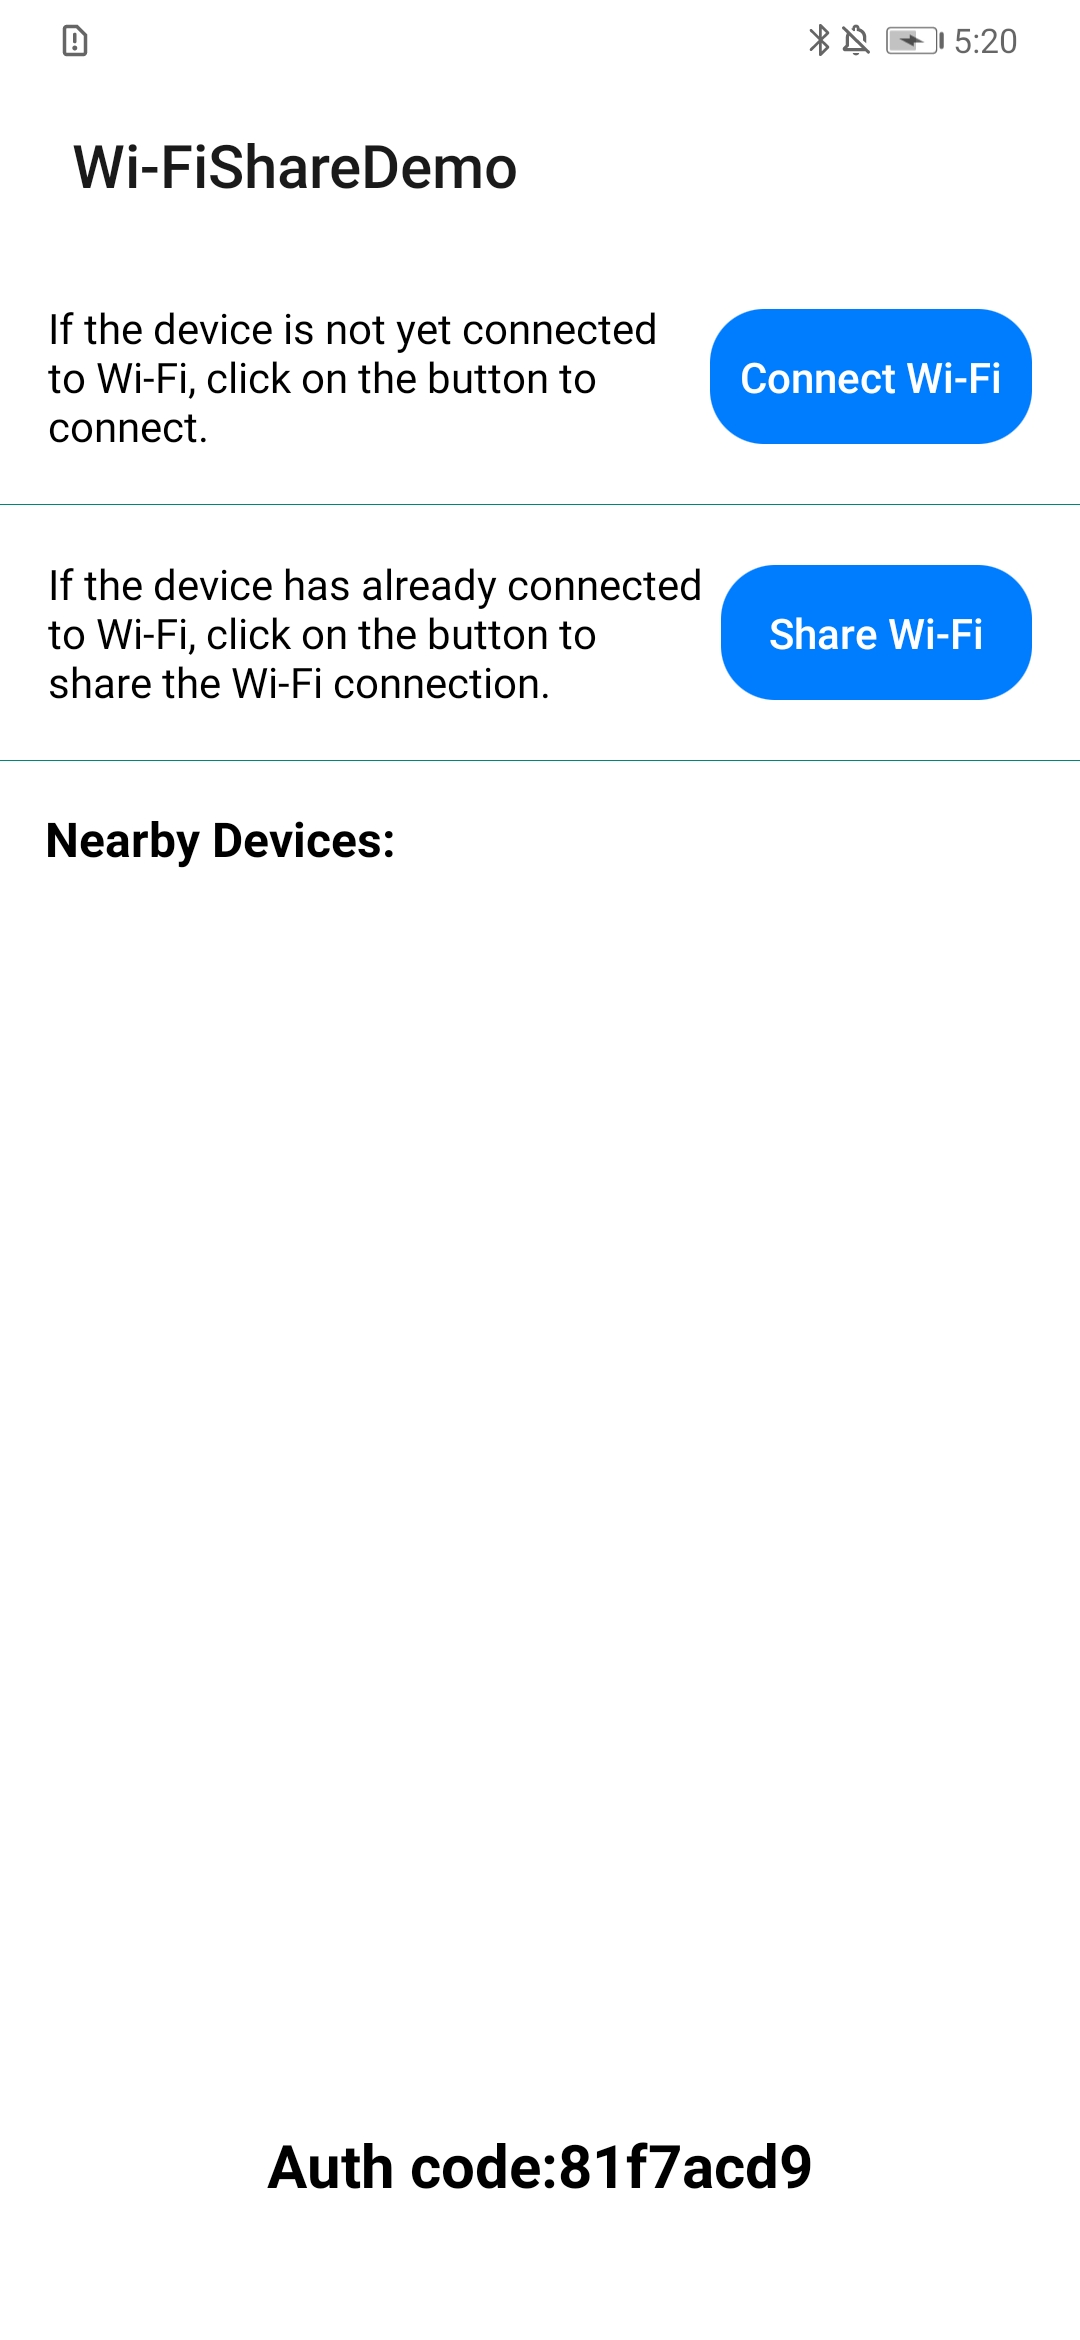 5:20
Wi-FiShareDemo
If the device is not yet connected
to Wi-Fi, click on the button to
connect.
Connect Wi-Fi
If the device has already connected
to Wi-Fi, click on the button to
share the Wi-Fi connection.
Share Wi-Fi
Nearby Devices:
Auth code:81f7acd9